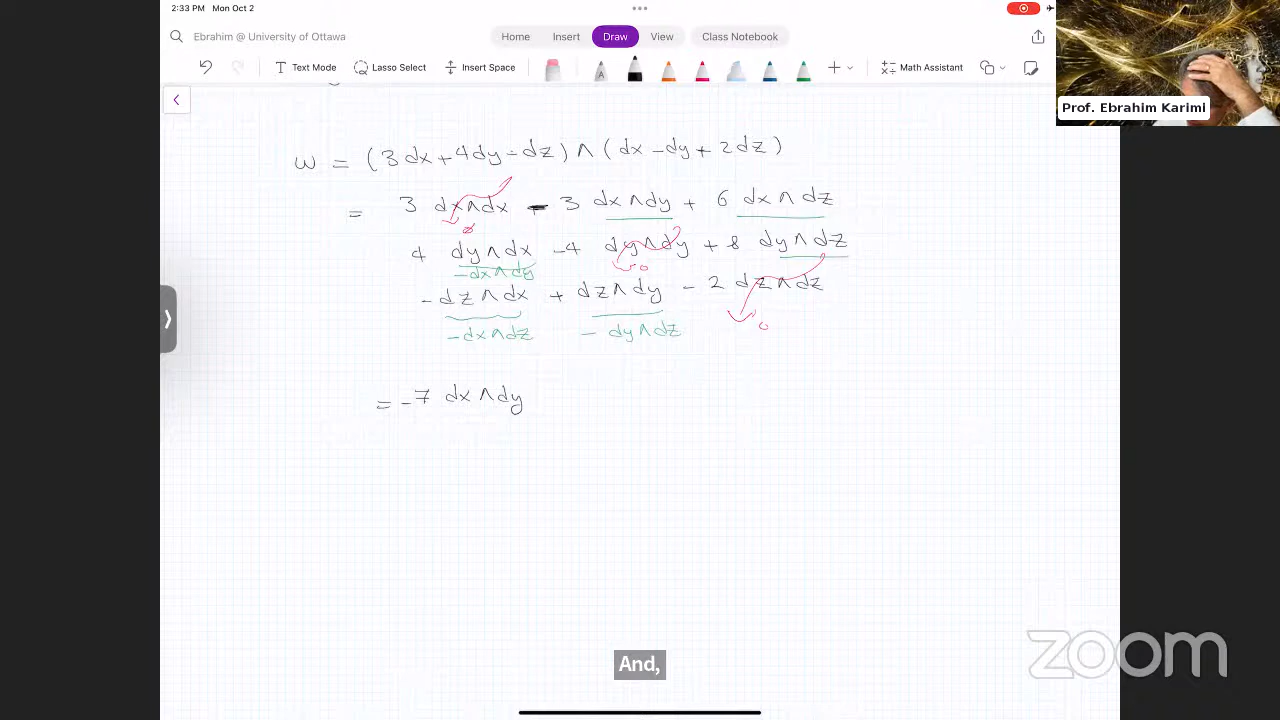 2:33 PM Mon Oct 2
Ebrahim @ University of Ottawa
Home Insert Draw View Class Notebook
Text Mode Lasso Select Insert Space Math Assistant
Prof. Ebrahim Karimi
ω = (3dx+4dy-dz)∧(dx-dy+2dz)
= 3 dx∧dx - 3 dx∧dy + 6 dx∧dz
0
4 dy∧dx -4 dy∧dy + 8 dy∧dz
-dx∧dy 0
-dz∧dx + dz∧dy - 2 dz∧dz
-dx∧dz - dy∧dz 0
= -7 dx∧dy
And,
zoom